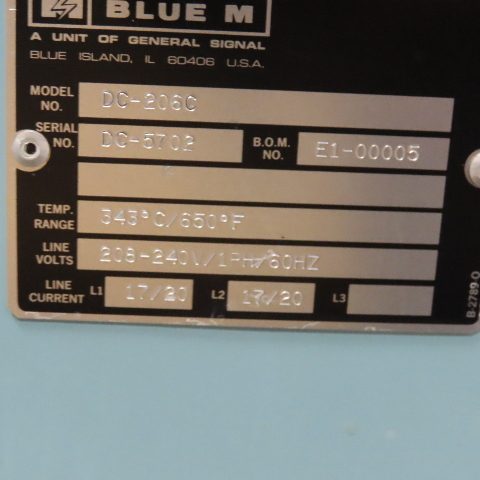 BLUE M
A UNIT OF GENERAL SIGNAL
BLUE ISLAND, IL 60406 U.S.A.
MODEL NO. DC-206C
SERIAL NO. DC-5702 B.O.M. NO. E1-00005
TEMP. RANGE 343°C/650°F
LINE VOLTS 208-240V/1PH/60HZ
LINE CURRENT L1 17/20 L2 17/20 L3
B-2789-Q